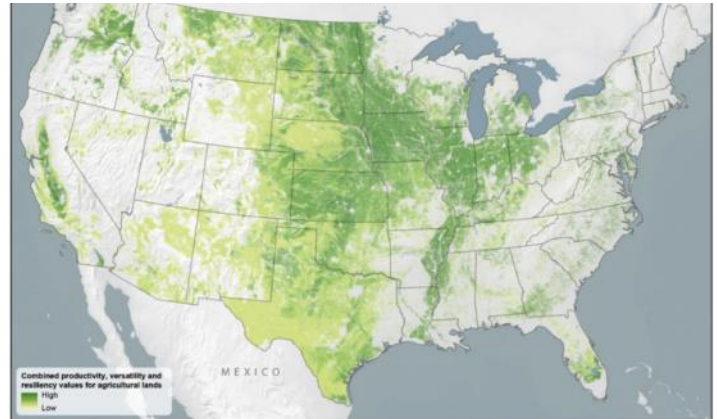 MEXICO
Combined productivity, versatility and
resiliency values for agricultural lands
High
Low